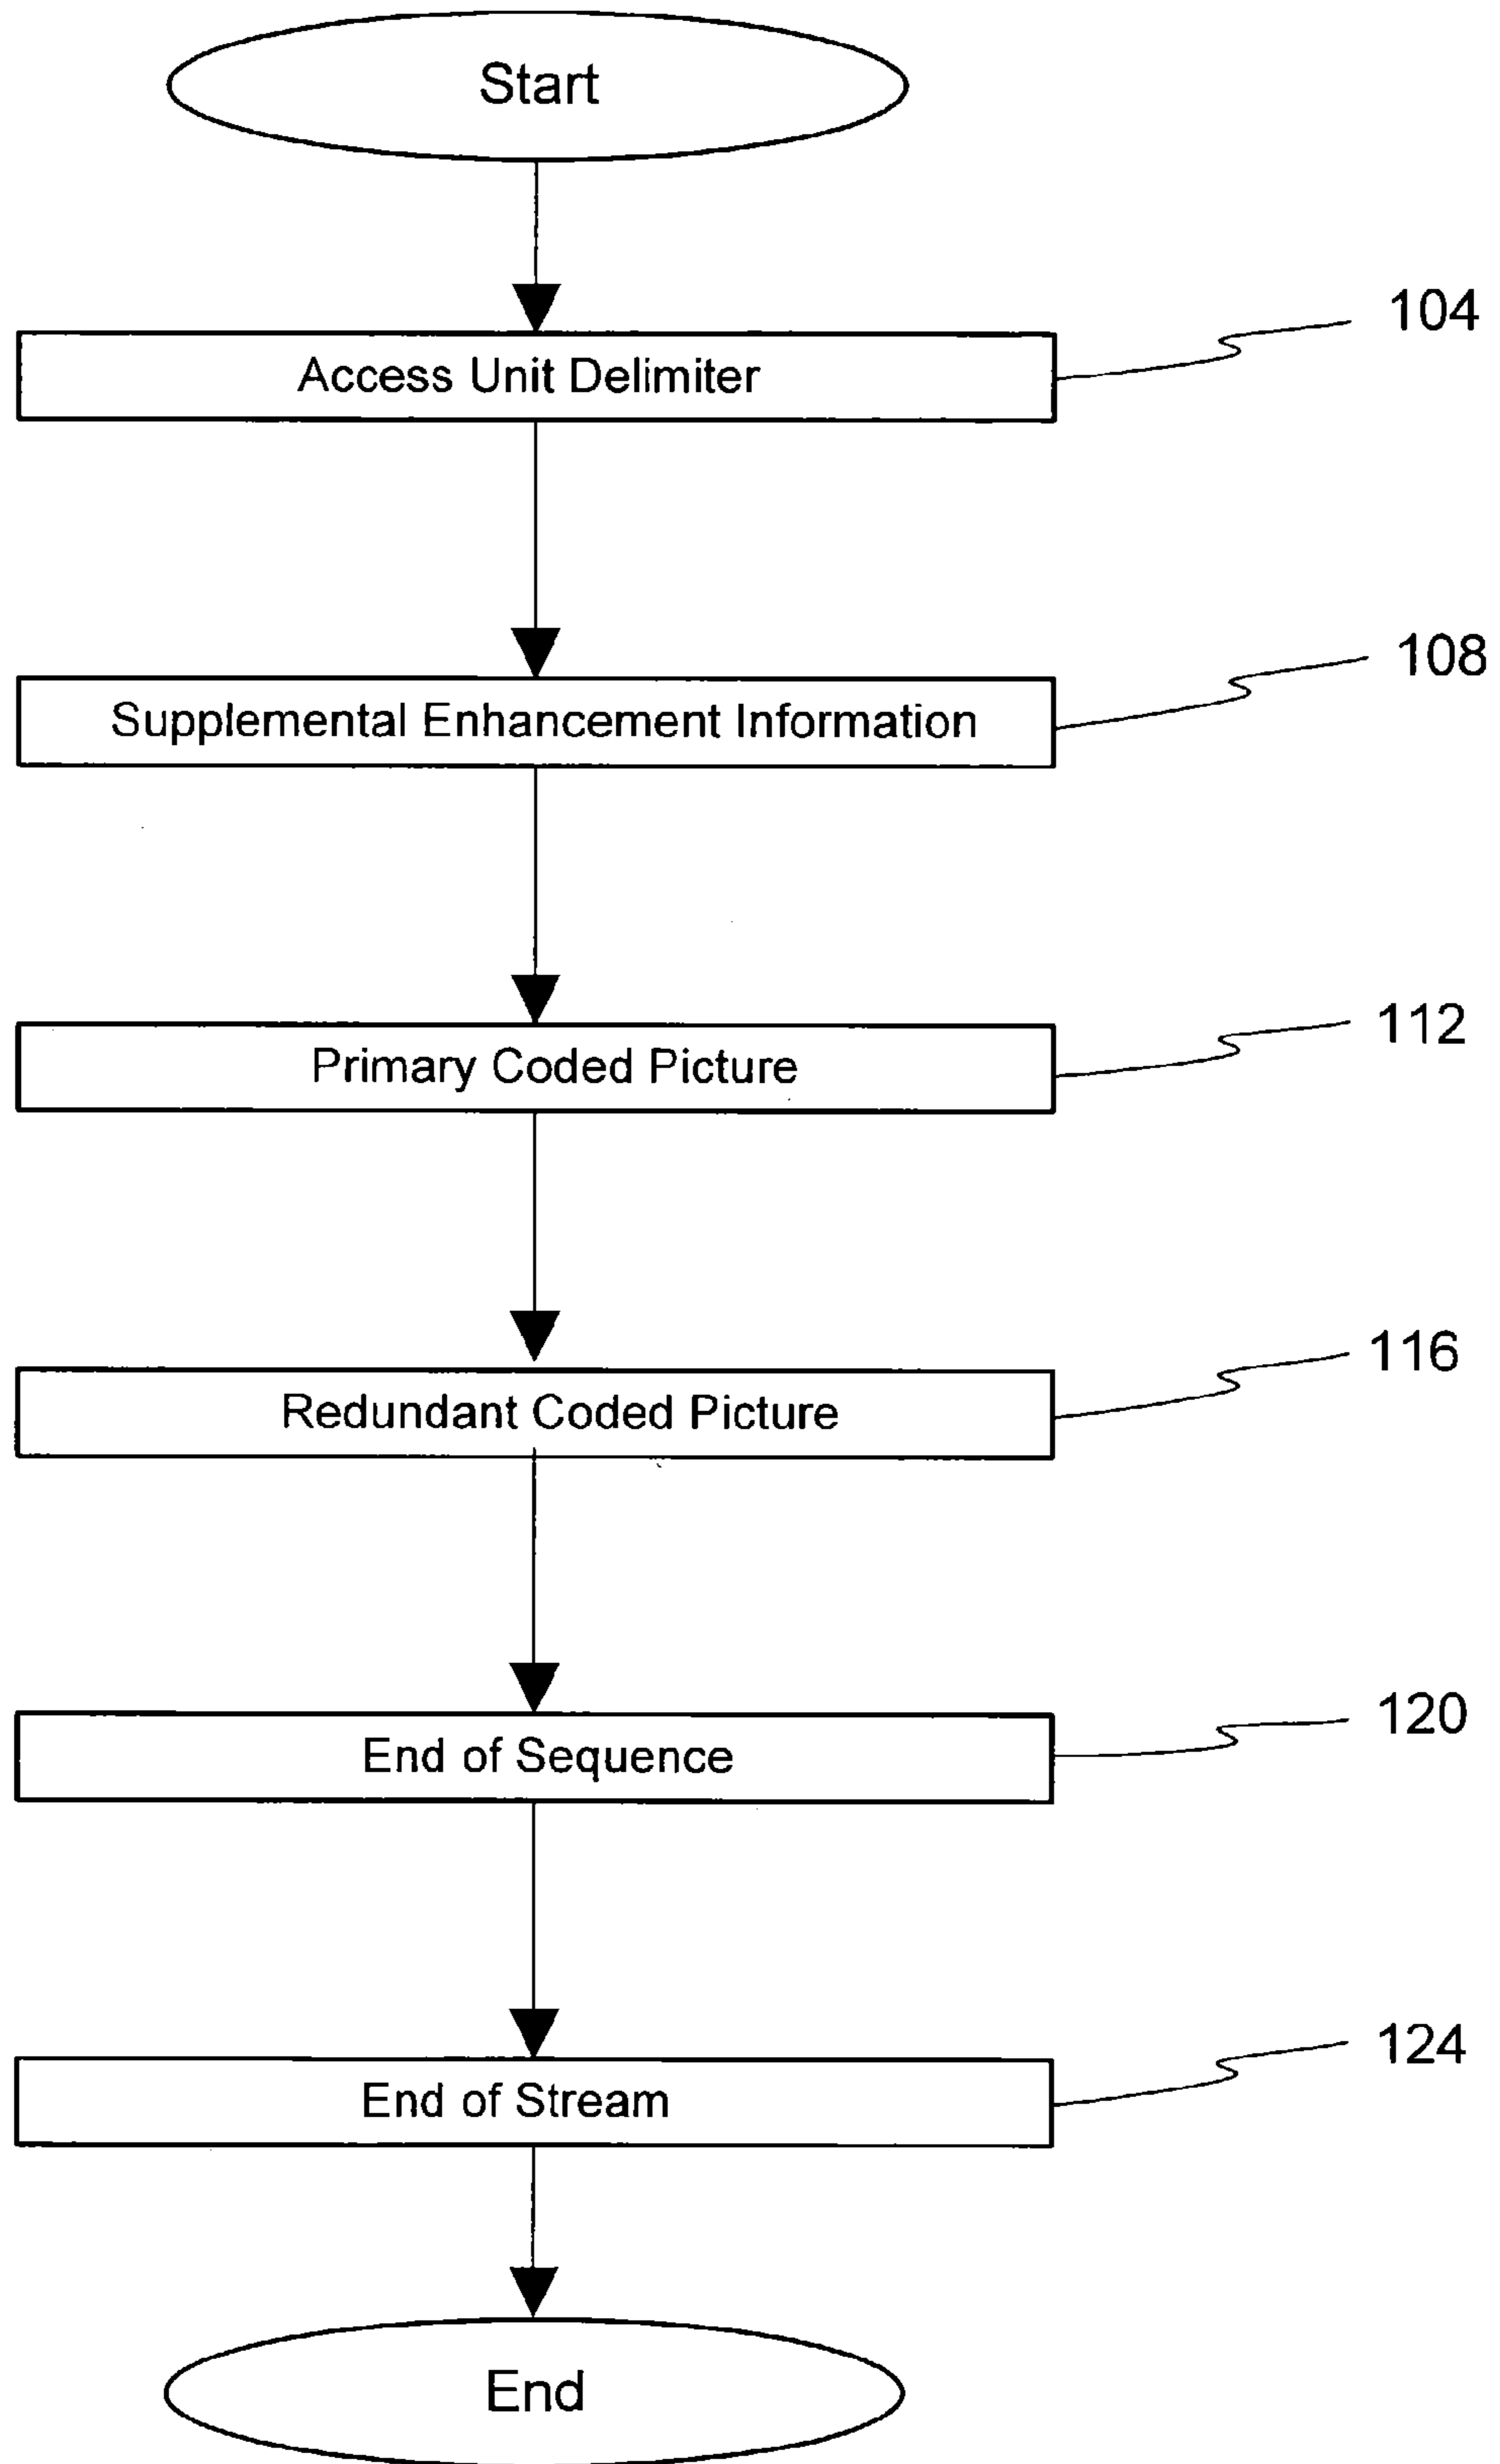 Start
104
Access Unit Delimiter
108
Supplemental Enhancement Information
112
Primary Coded Picture
116
Redundant Coded Picture
120
End of Sequence
124
End of Stream
End